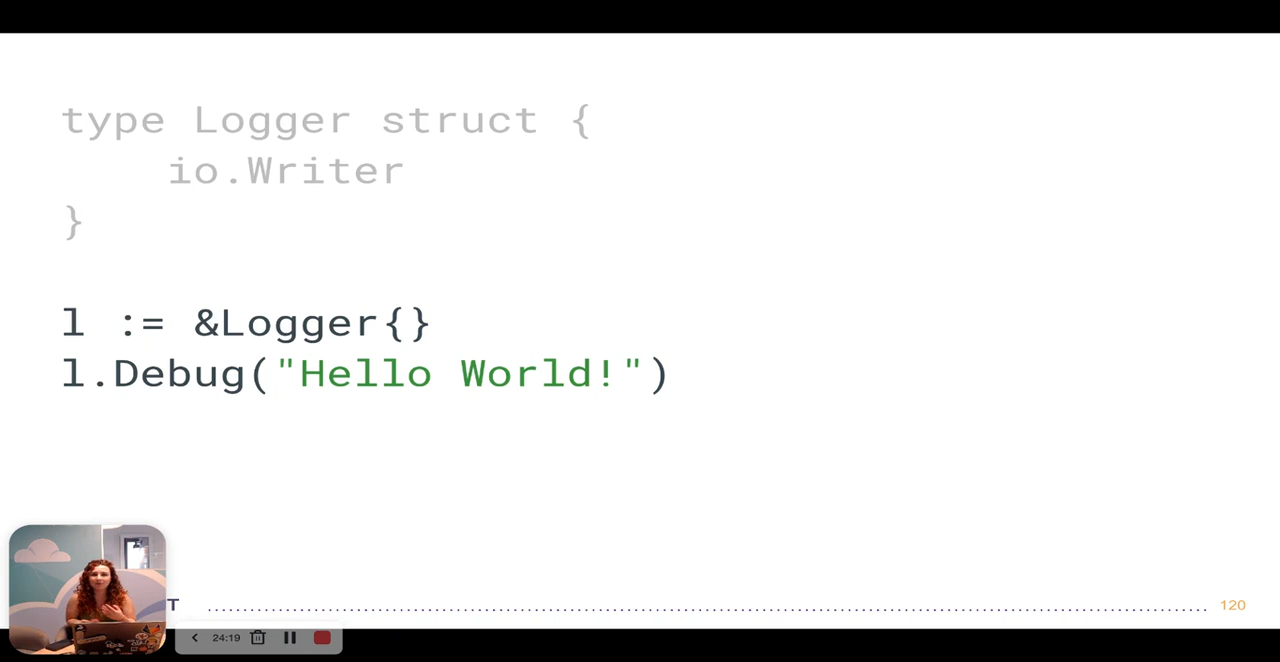 type Logger struct {
io.Writer
}
l := &Logger{}
l.Debug("Hello World!")
T
120
24:19